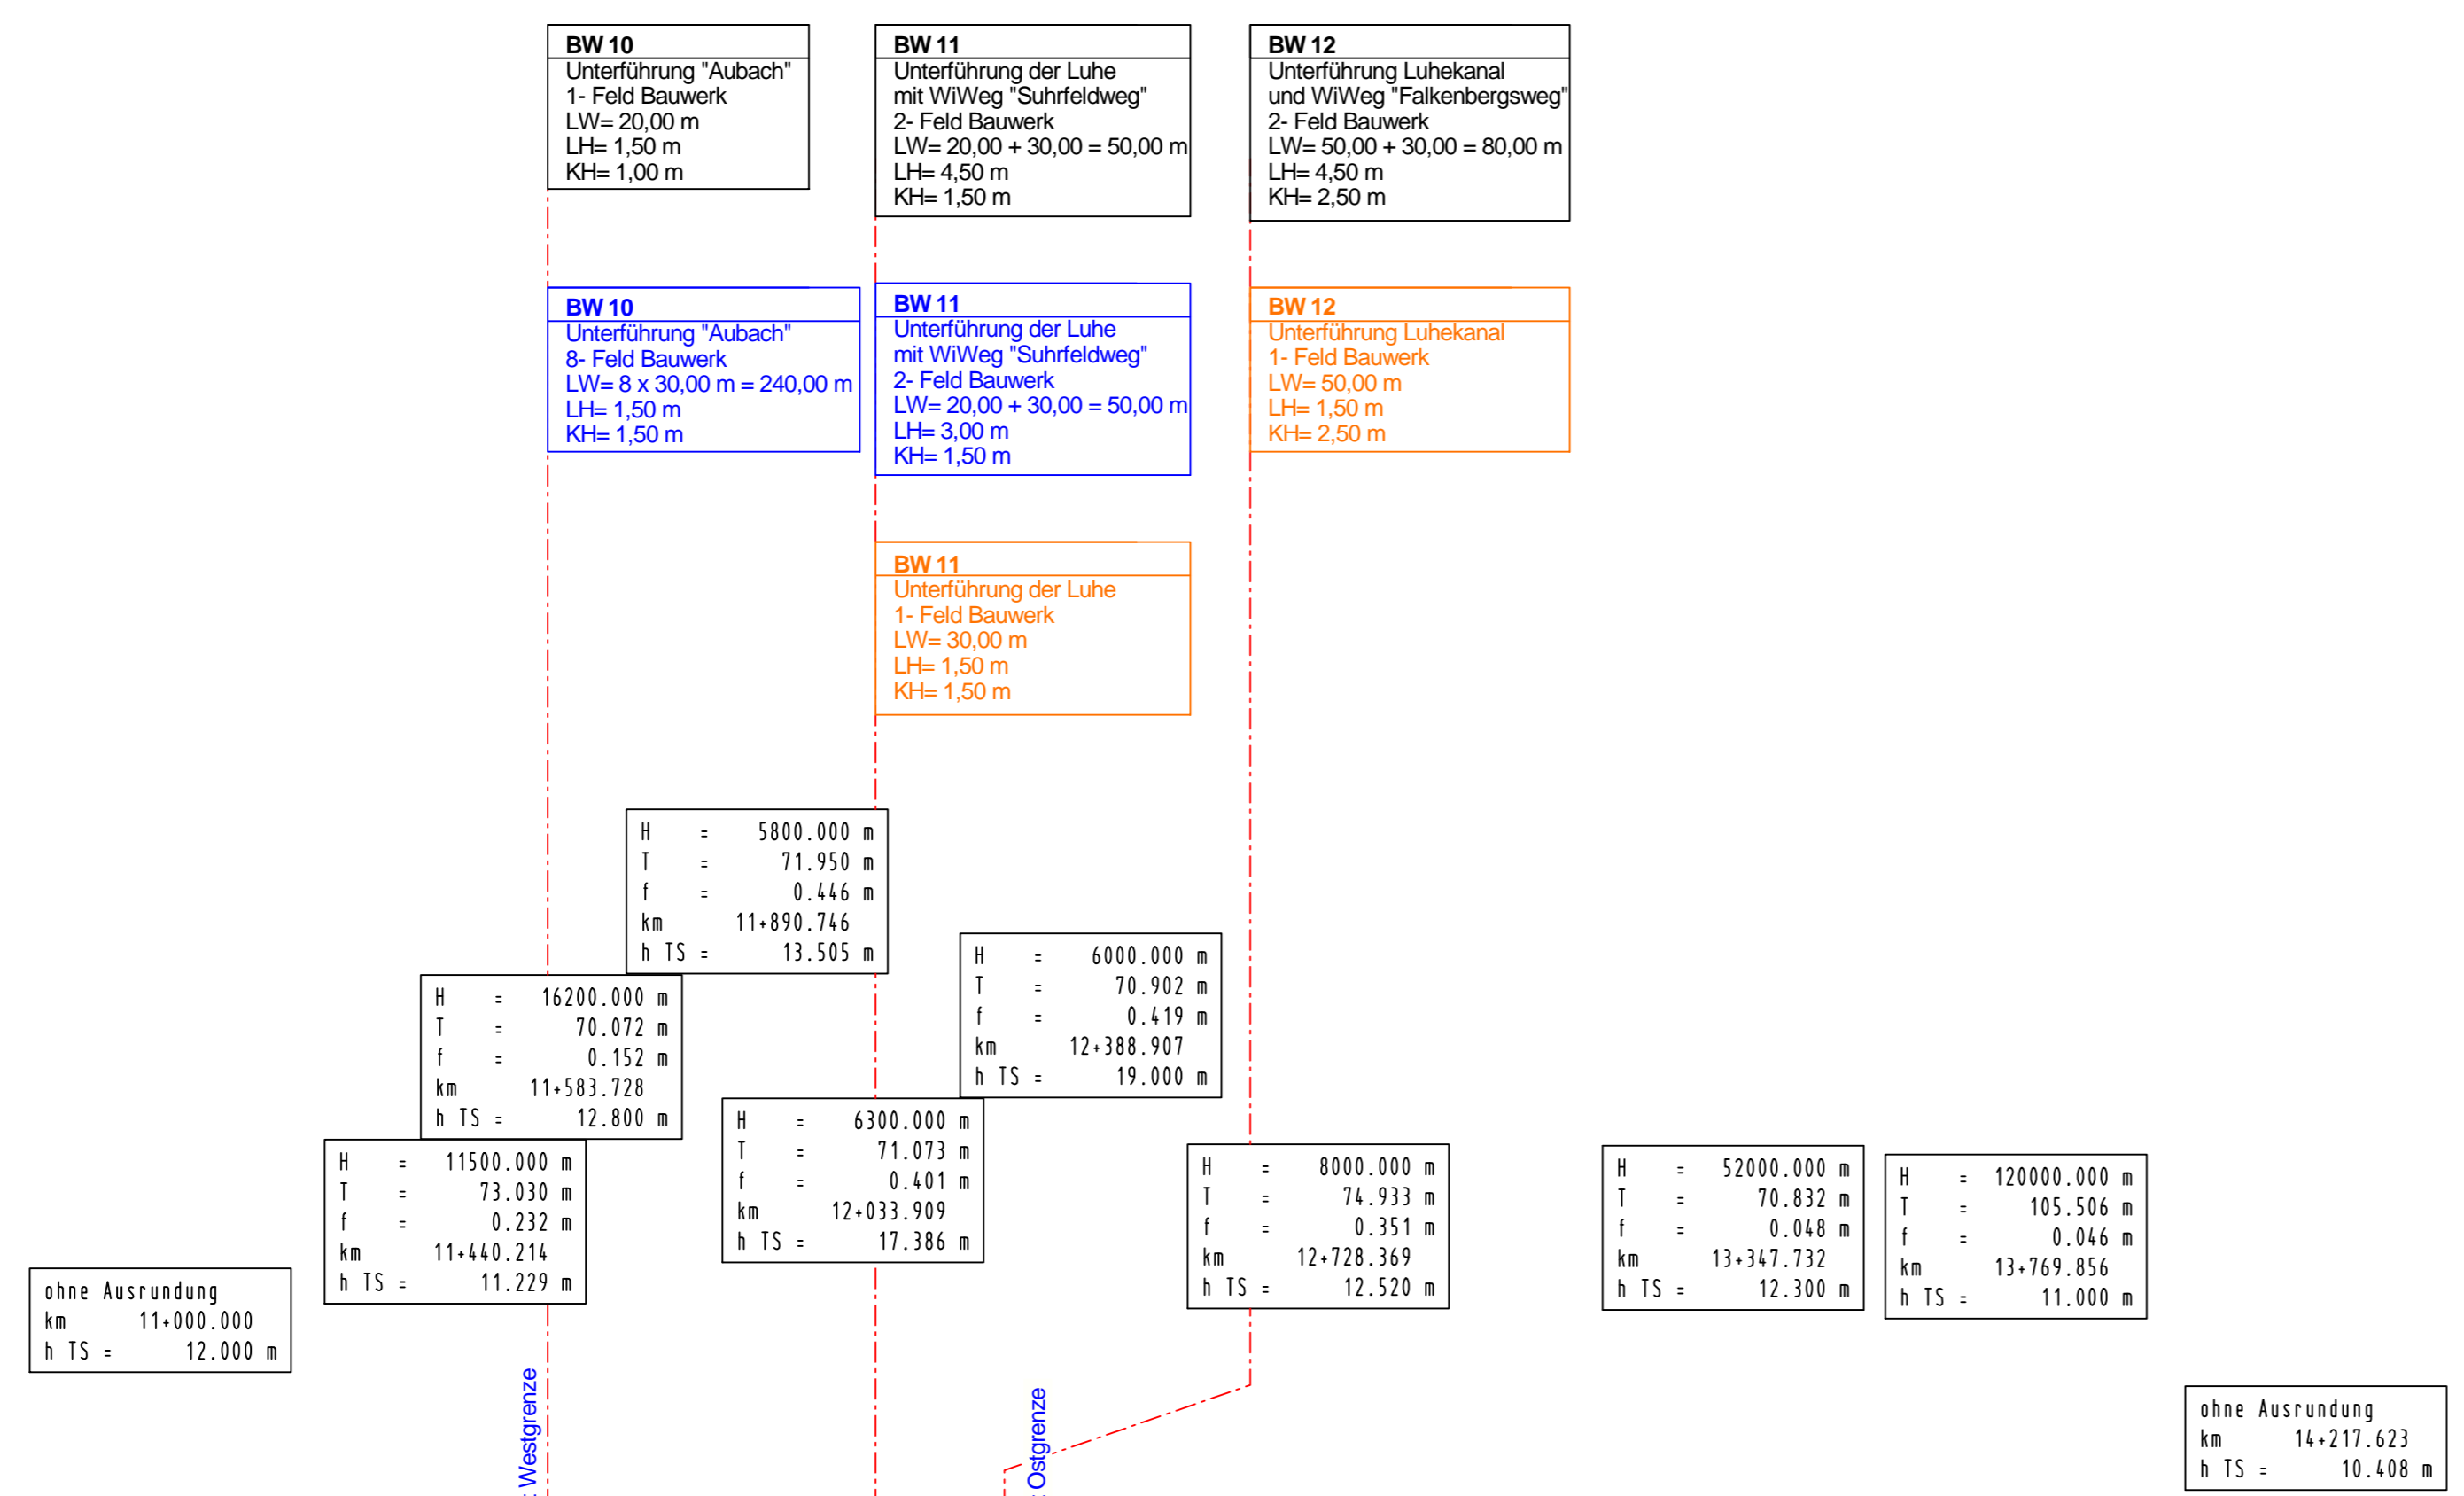 BW 10
Unterführung "Aubach"
1- Feld Bauwerk
LW= 20,00 m
LH= 1,50 m
KH= 1,00 m
BW 11
Unterführung der Luhe
mit WiWeg "Suhrfeldweg"
2- Feld Bauwerk
LW= 20,00 + 30,00 = 50,00 m
LH= 4,50 m
KH= 1,50 m
BW 12
Unterführung Luhekanal
und WiWeg "Falkenbergsweg"
2- Feld Bauwerk
LW= 50,00 + 30,00 = 80,00 m
LH= 4,50 m
KH= 2,50 m
BW 10
Unterführung "Aubach"
8- Feld Bauwerk
LW= 8 x 30,00 m = 240,00 m
LH= 1,50 m
KH= 1,50 m
BW 11
Unterführung der Luhe
mit WiWeg "Suhrfeldweg"
2- Feld Bauwerk
LW= 20,00 + 30,00 = 50,00 m
LH= 3,00 m
KH= 1,50 m
BW 12
Unterführung Luhekanal
1- Feld Bauwerk
LW= 50,00 m
LH= 1,50 m
KH= 2,50 m
BW 11
Unterführung der Luhe
1- Feld Bauwerk
LW= 30,00 m
LH= 1,50 m
KH= 1,50 m
H = 5800.000 m
T = 71.950 m
f = 0.446 m
km 11+890.746
h TS = 13.505 m
H = 6000.000 m
T = 70.902 m
f = 0.419 m
km 12+388.907
h TS = 19.000 m
H = 16200.000 m
T = 70.072 m
f = 0.152 m
km 11+583.728
h TS = 12.800 m
H = 6300.000 m
T = 71.073 m
f = 0.401 m
km 12+033.909
h TS = 17.386 m
H = 11500.000 m
T = 73.030 m
f = 0.232 m
km 11+440.214
h TS = 11.229 m
H = 8000.000 m
T = 74.933 m
f = 0.351 m
km 12+728.369
h TS = 12.520 m
H = 52000.000 m
T = 70.832 m
f = 0.048 m
km 13+347.732
h TS = 12.300 m
H = 120000.000 m
T = 105.506 m
f = 0.046 m
km 13+769.856
h TS = 11.000 m
ohne Ausrundung
km 11+000.000
h TS = 12.000 m
Westgrenze
Ostgrenze
ohne Ausrundung
km 14+217.623
h TS = 10.408 m